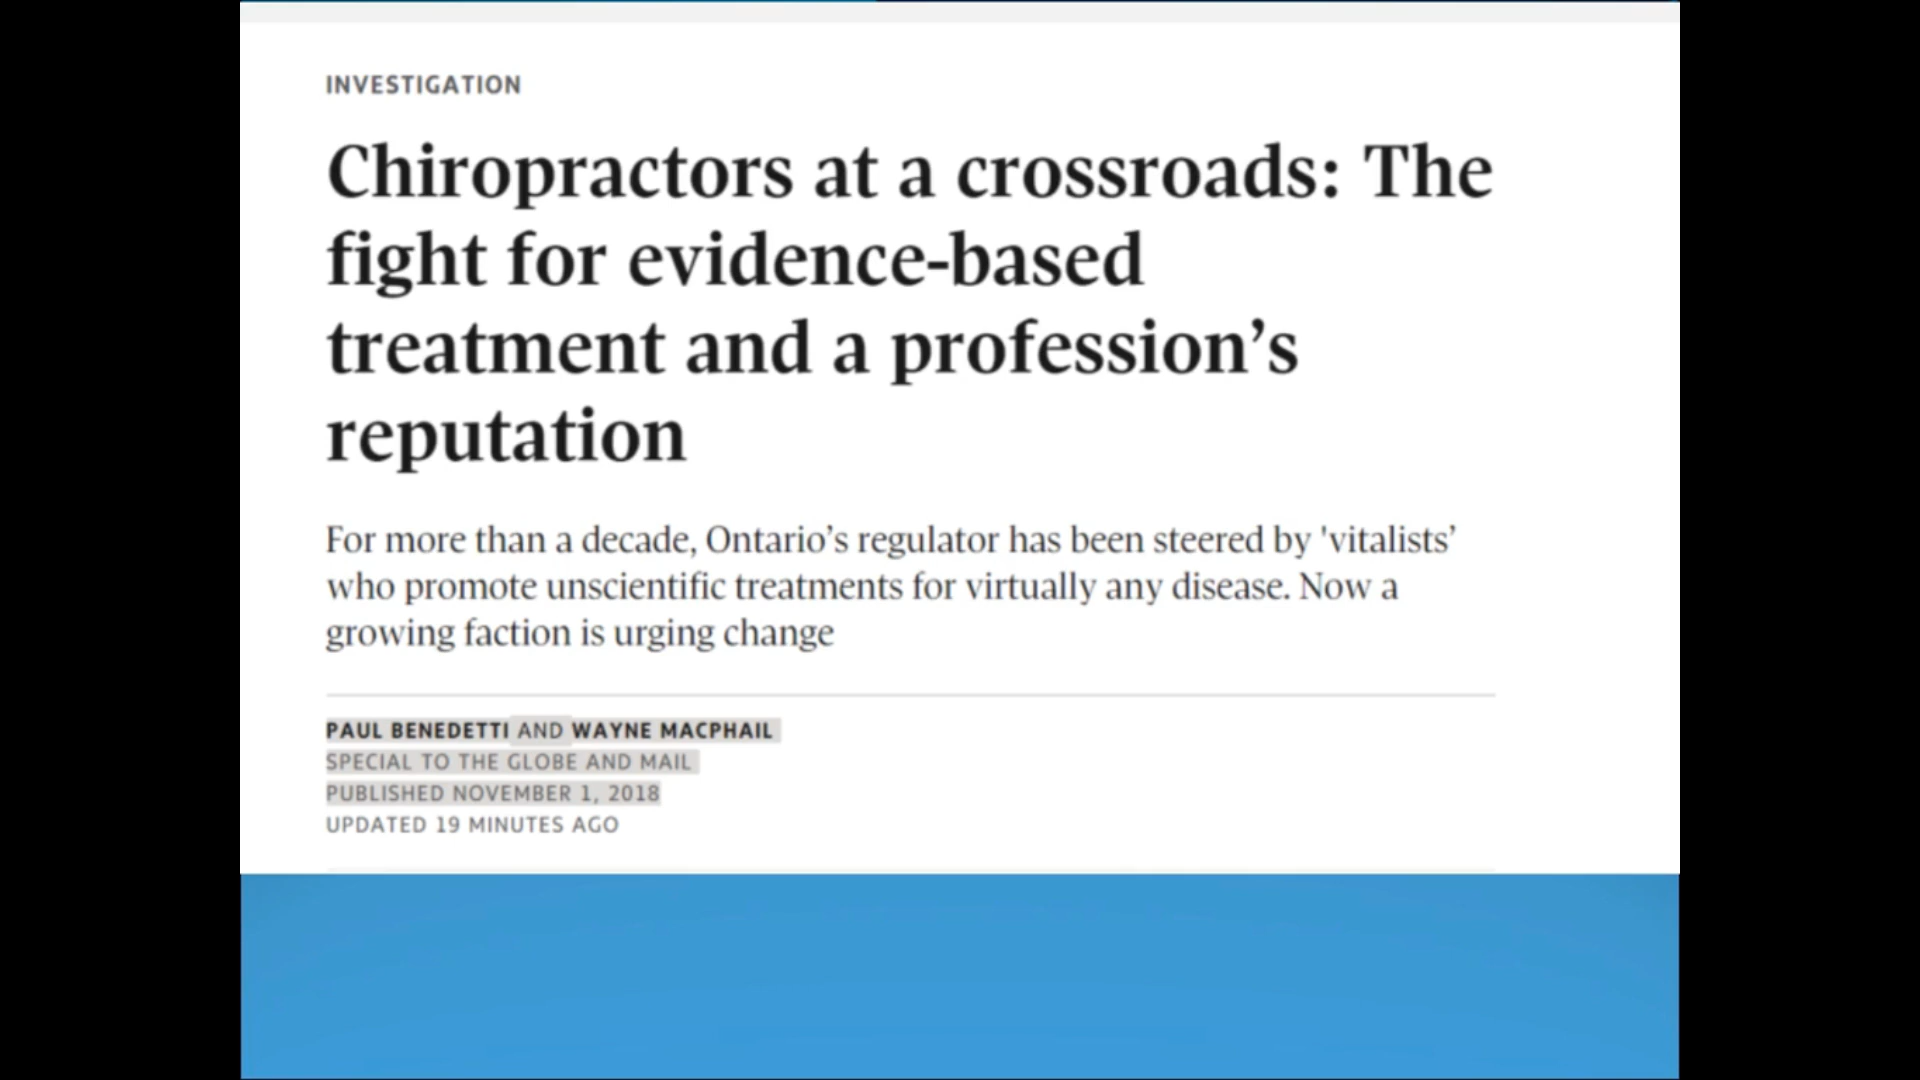 INVESTIGATION
Chiropractors at a crossroads: The
fight for evidence-based
treatment and a profession’s
reputation
For more than a decade, Ontario’s regulator has been steered by 'vitalists’
who promote unscientific treatments for virtually any disease. Now a
growing faction is urging change
PAUL BENEDETTI AND WAYNE MACPHAIL
SPECIAL TO THE GLOBE AND MAIL
PUBLISHED NOVEMBER 1, 2018
UPDATED 19 MINUTES AGO